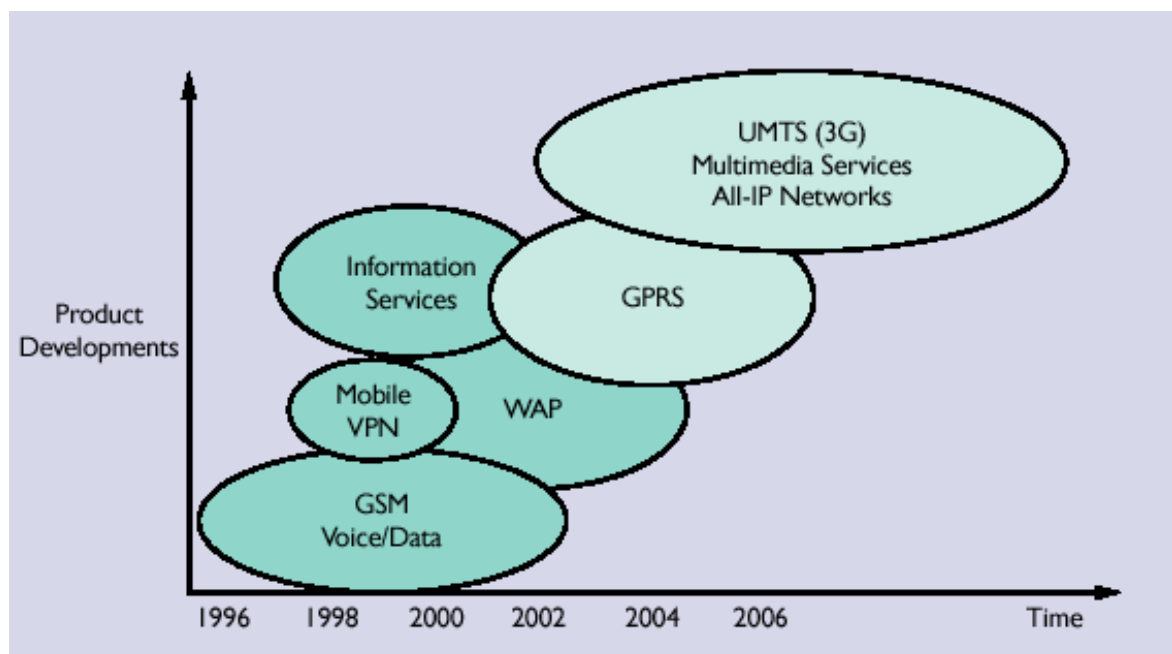 UMTS (3G)
Multimedia Services
All-IP Networks
Information
Services
GPRS
Product
Developments
Mobile
VPN
WAP
GSM
Voice/Data
1996 1998 2000 2002 2004 2006 Time